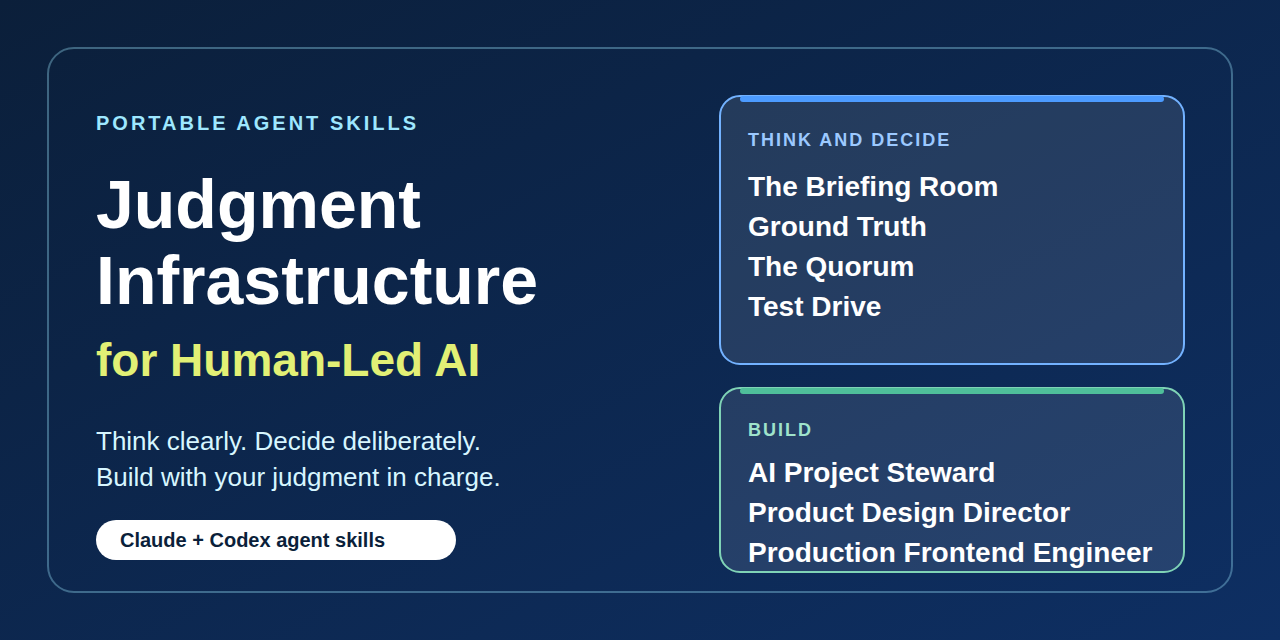 PORTABLE AGENT SKILLS
Judgment
Infrastructure
for Human-Led AI
Think clearly. Decide deliberately.
Build with your judgment in charge.
Claude + Codex agent skills
THINK AND DECIDE
The Briefing Room
Ground Truth
The Quorum
Test Drive
BUILD
AI Project Steward
Product Design Director
Production Frontend Engineer